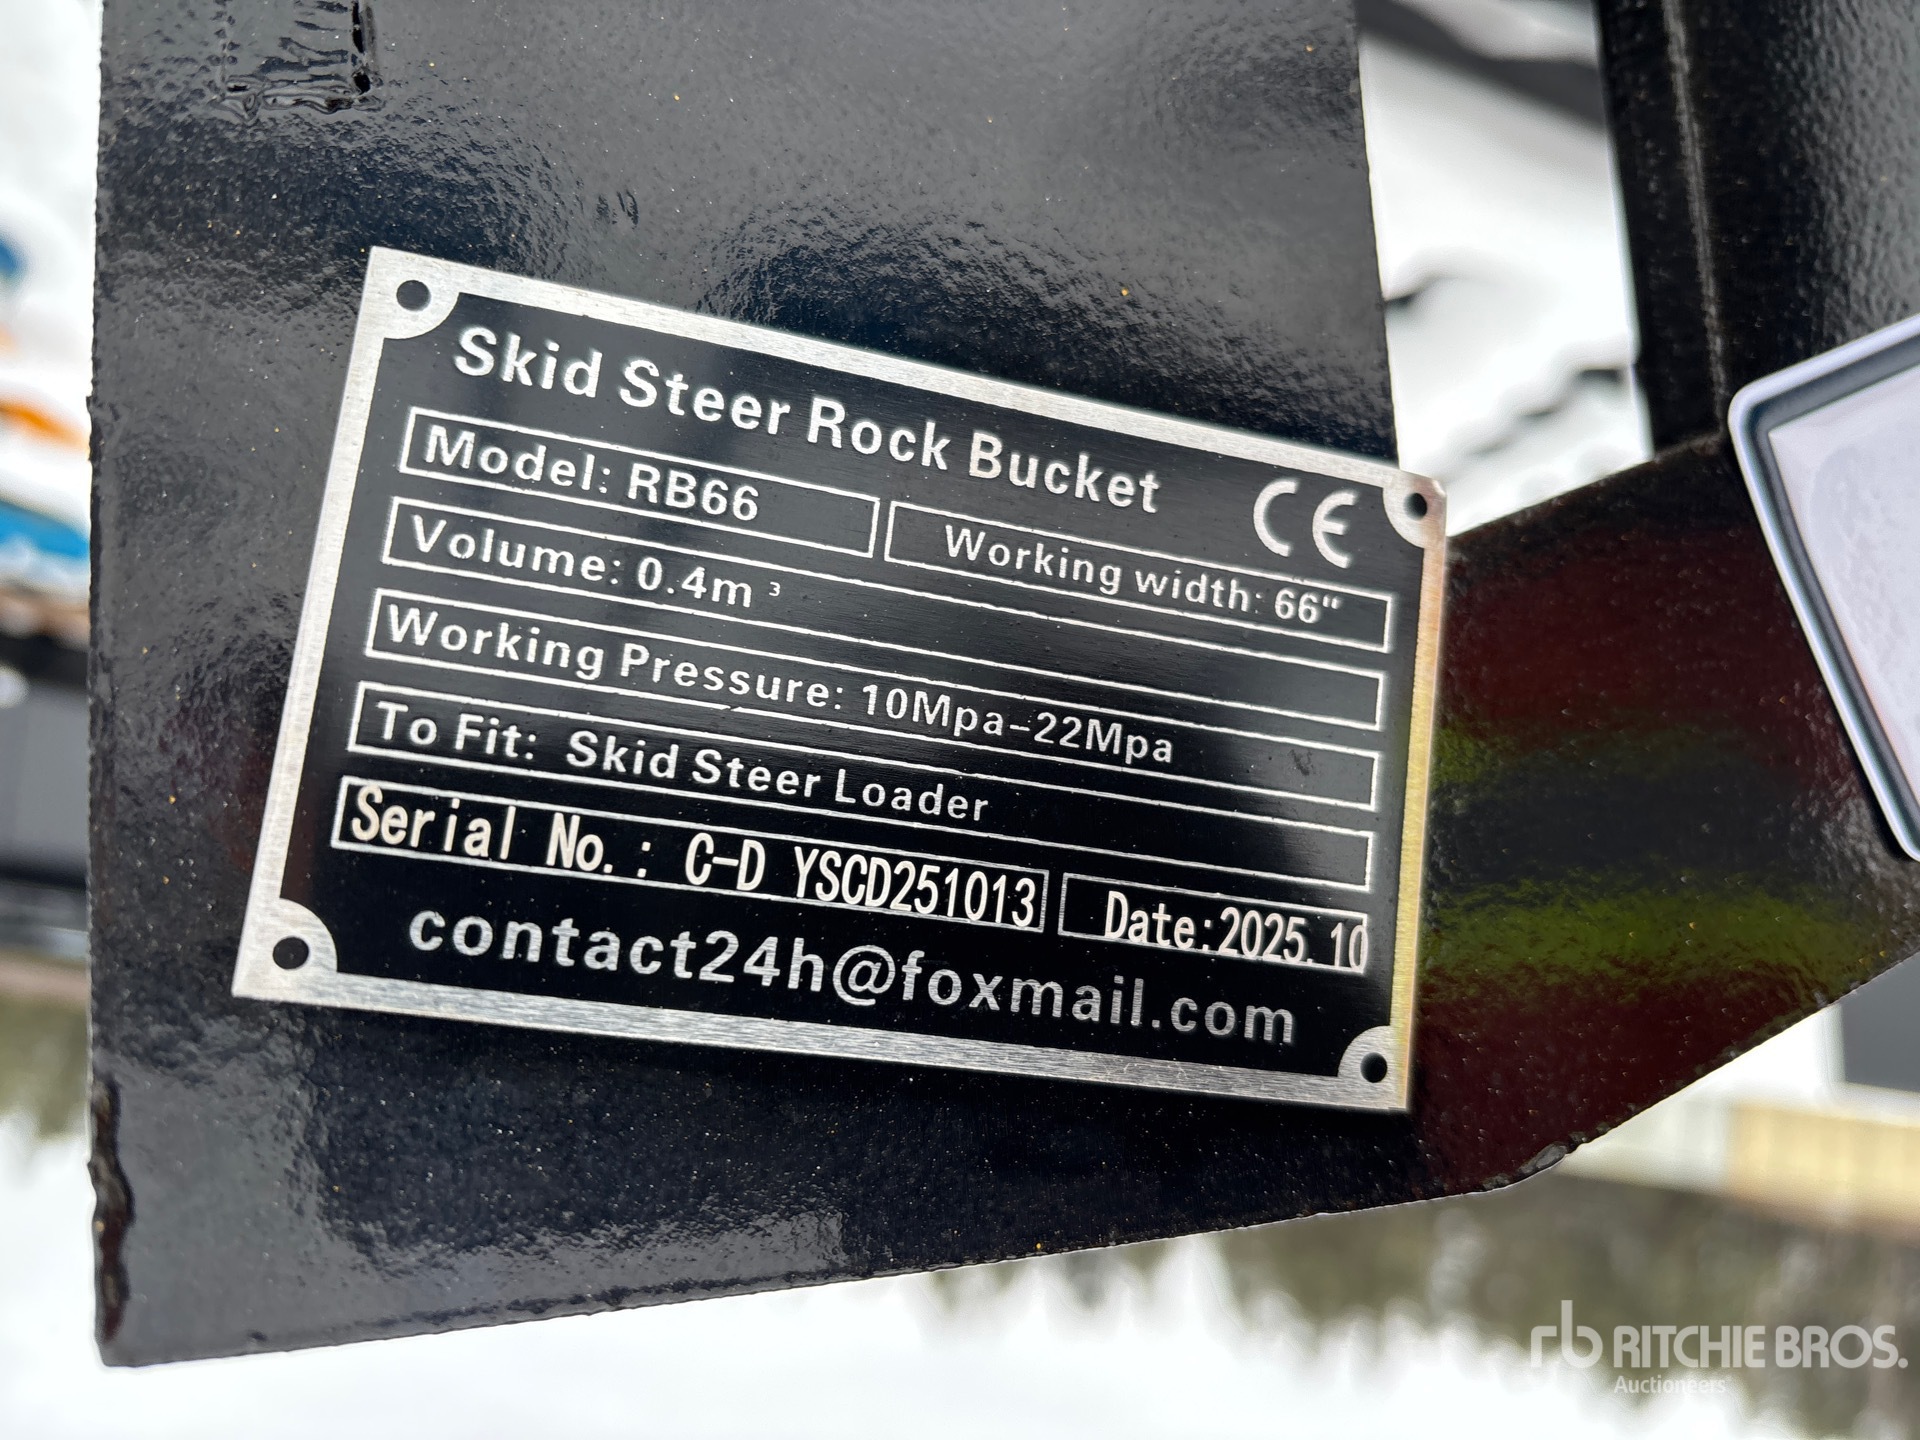 Skid Steer Rock Bucket
CE
Model: RB66
Working width: 66"
Volume: 0.4m ³
Working Pressure: 10Mpa-22Mpa
To Fit: Skid Steer Loader
Serial No.: C-D YSCD251013
Date:2025.10
contact24h@foxmail.com
rb RITCHIE BROS.
Auctioneers